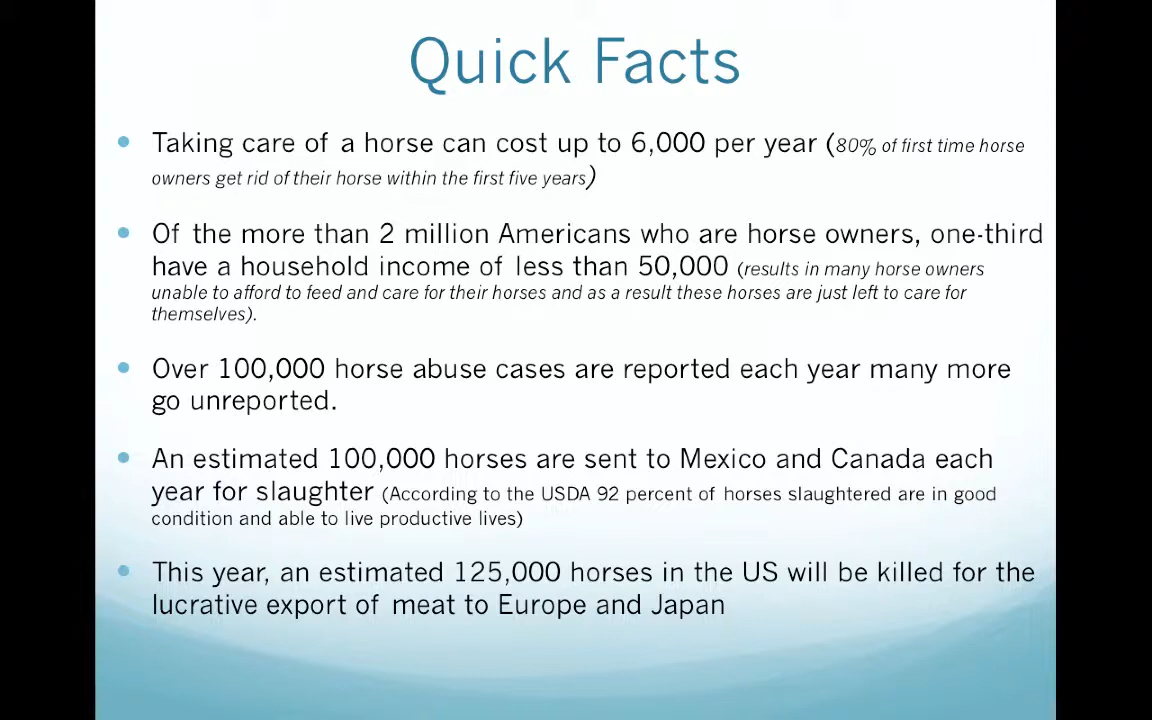 Quick Facts
Taking care of a horse can cost up to 6,000 per year (80% of first time horse
owners get rid of their horse within the first five years)
Of the more than 2 million Americans who are horse owners, one-third
have a household income of less than 50,000 (results in many horse owners
unable to afford to feed and care for their horses and as a result these horses are just left to care for
themselves).
Over 100,000 horse abuse cases are reported each year many more
go unreported.
An estimated 100,000 horses are sent to Mexico and Canada each
year for slaughter (According to the USDA 92 percent of horses slaughtered are in good
condition and able to live productive lives)
This year, an estimated 125,000 horses in the US will be killed for the
lucrative export of meat to Europe and Japan